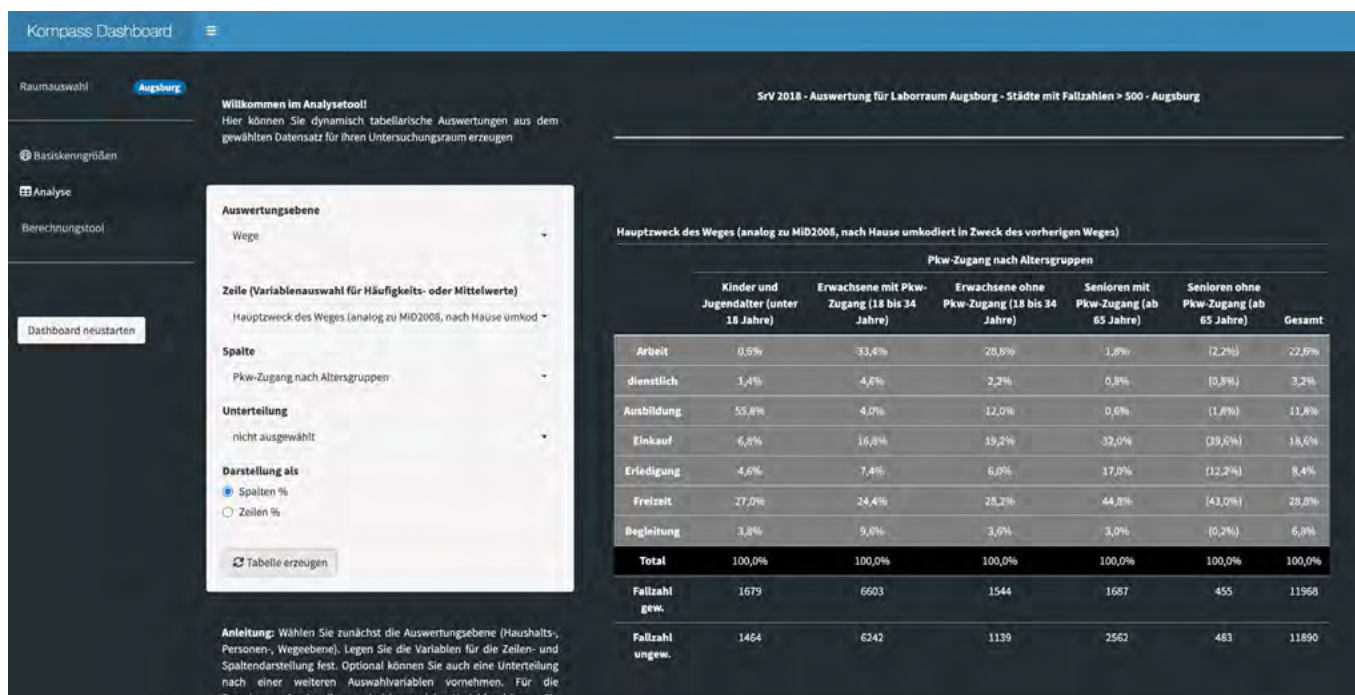 Kompass Dashboard
Raumauswahl Augsburg
Basiskenngrößen
Analyse
Berechnungstool
Dashboard neustarten
Willkommen im Analysetool!
Hier können Sie dynamisch tabellarische Auswertungen aus dem
gewählten Datensatz für Ihren Untersuchungsraum erzeugen
Auswertungsebene
Wege
Zeile (Variablenauswahl für Häufigkeits- oder Mittelwerte)
Hauptzweck des Weges (analog zu MiD2008, nach Hause umkod
Spalte
Pkw-Zugang nach Altersgruppen
Unterteilung
nicht ausgewählt
Darstellung als
Spalten %
Zeilen %
Tabelle erzeugen
Anleitung: Wählen Sie zunächst die Auswertungsebene (Haushalts-,
Personen-, Wegeebene). Legen Sie die Variablen für die Zeilen- und
Spaltendarstellung fest. Optional können Sie auch eine Unterteilung
nach einer weiteren Auswahlvariablen vornehmen. Für die
SrV 2018 - Auswertung für Laborraum Augsburg - Städte mit Fallzahlen > 500 - Augsburg
Hauptzweck des Weges (analog zu MiD2008, nach Hause umkodiert in Zweck des vorherigen Weges)
Pkw-Zugang nach Altersgruppen
Kinder und Erwachsene mit Pkw- Erwachsene ohne Senioren mit Senioren ohne
Jugendalter (unter Zugang (18 bis 34 Pkw-Zugang (18 bis 34 Pkw-Zugang (ab Pkw-Zugang (ab
18 Jahre) Jahre) Jahre) 65 Jahre) 65 Jahre) Gesamt
Arbeit 0,6% 33,4% 28,8% 1,8% (2,2%) 22,6%
dienstlich 1,4% 4,6% 2,2% 0,8% (0,8%) 3,2%
Ausbildung 55,8% 4,0% 12,0% 0,6% (1,8%) 11,8%
Einkauf 6,8% 16,8% 19,2% 32,0% (39,6%) 18,6%
Erledigung 4,6% 7,4% 6,0% 17,0% (12,2%) 8,4%
Freizeit 27,0% 24,4% 28,2% 44,8% (43,0%) 28,8%
Begleitung 3,8% 9,6% 3,6% 3,0% (0,2%) 6,8%
Total 100,0% 100,0% 100,0% 100,0% 100,0% 100,0%
Fallzahl 1679 6603 1544 1687 455 11968
gew.
Fallzahl 1464 6242 1139 2562 483 11890
ungew.